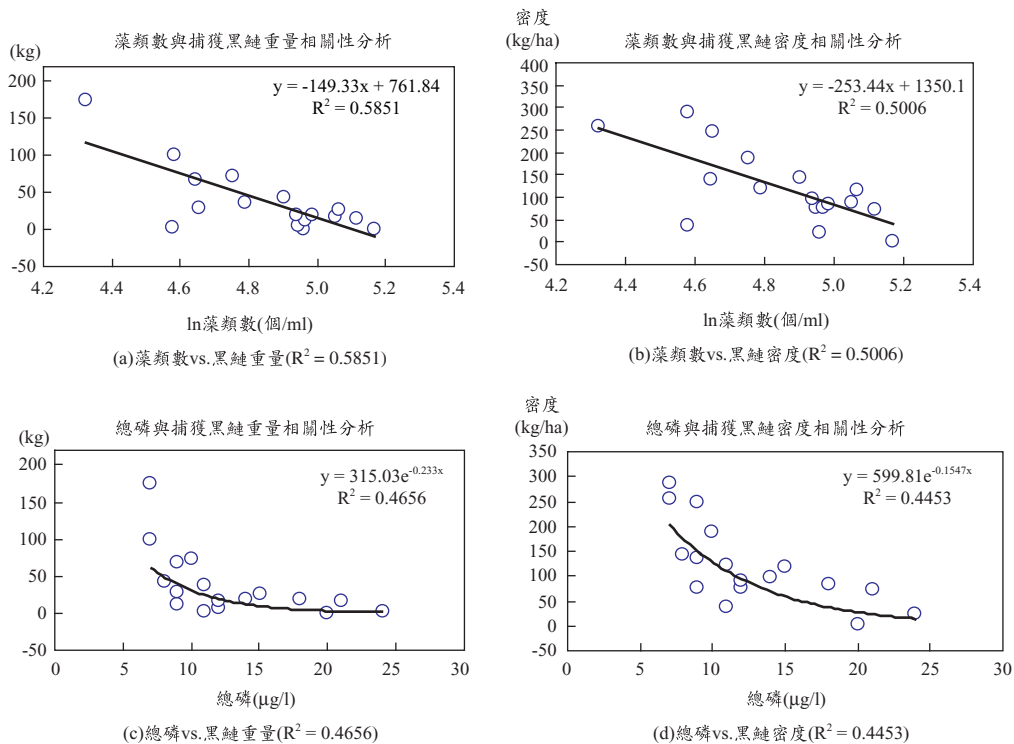 (kg)
藻類數與捕獲黑鰱重量相關性分析
200
150
100
50
0
-50
y = -149.33x + 761.84
R² = 0.5851
4.2 4.4 4.6 4.8 5.0 5.2 5.4
ln藻類數(個/ml)
(a)藻類數vs.黑鰱重量(R² = 0.5851)
密度
(kg/ha)
藻類數與捕獲黑鰱密度相關性分析
400
350
300
250
200
150
100
50
0
-50
y = -253.44x + 1350.1
R² = 0.5006
4.2 4.4 4.6 4.8 5.0 5.2 5.4
ln藻類數(個/ml)
(b)藻類數vs.黑鰱密度(R² = 0.5006)
(kg)
總磷與捕獲黑鰱重量相關性分析
200
150
100
50
0
-50
y = 315.03e⁻⁰·²³³ˣ
R² = 0.4656
0 5 10 15 20 25 30
總磷(μg/l)
(c)總磷vs.黑鰱重量(R² = 0.4656)
密度
(kg/ha)
總磷與捕獲黑鰱密度相關性分析
350
300
250
200
150
100
50
0
-50
y = 599.81e⁻⁰·¹⁵⁴⁷ˣ
R² = 0.4453
0 5 10 15 20 25 30
總磷(μg/l)
(d)總磷vs.黑鰱密度(R² = 0.4453)